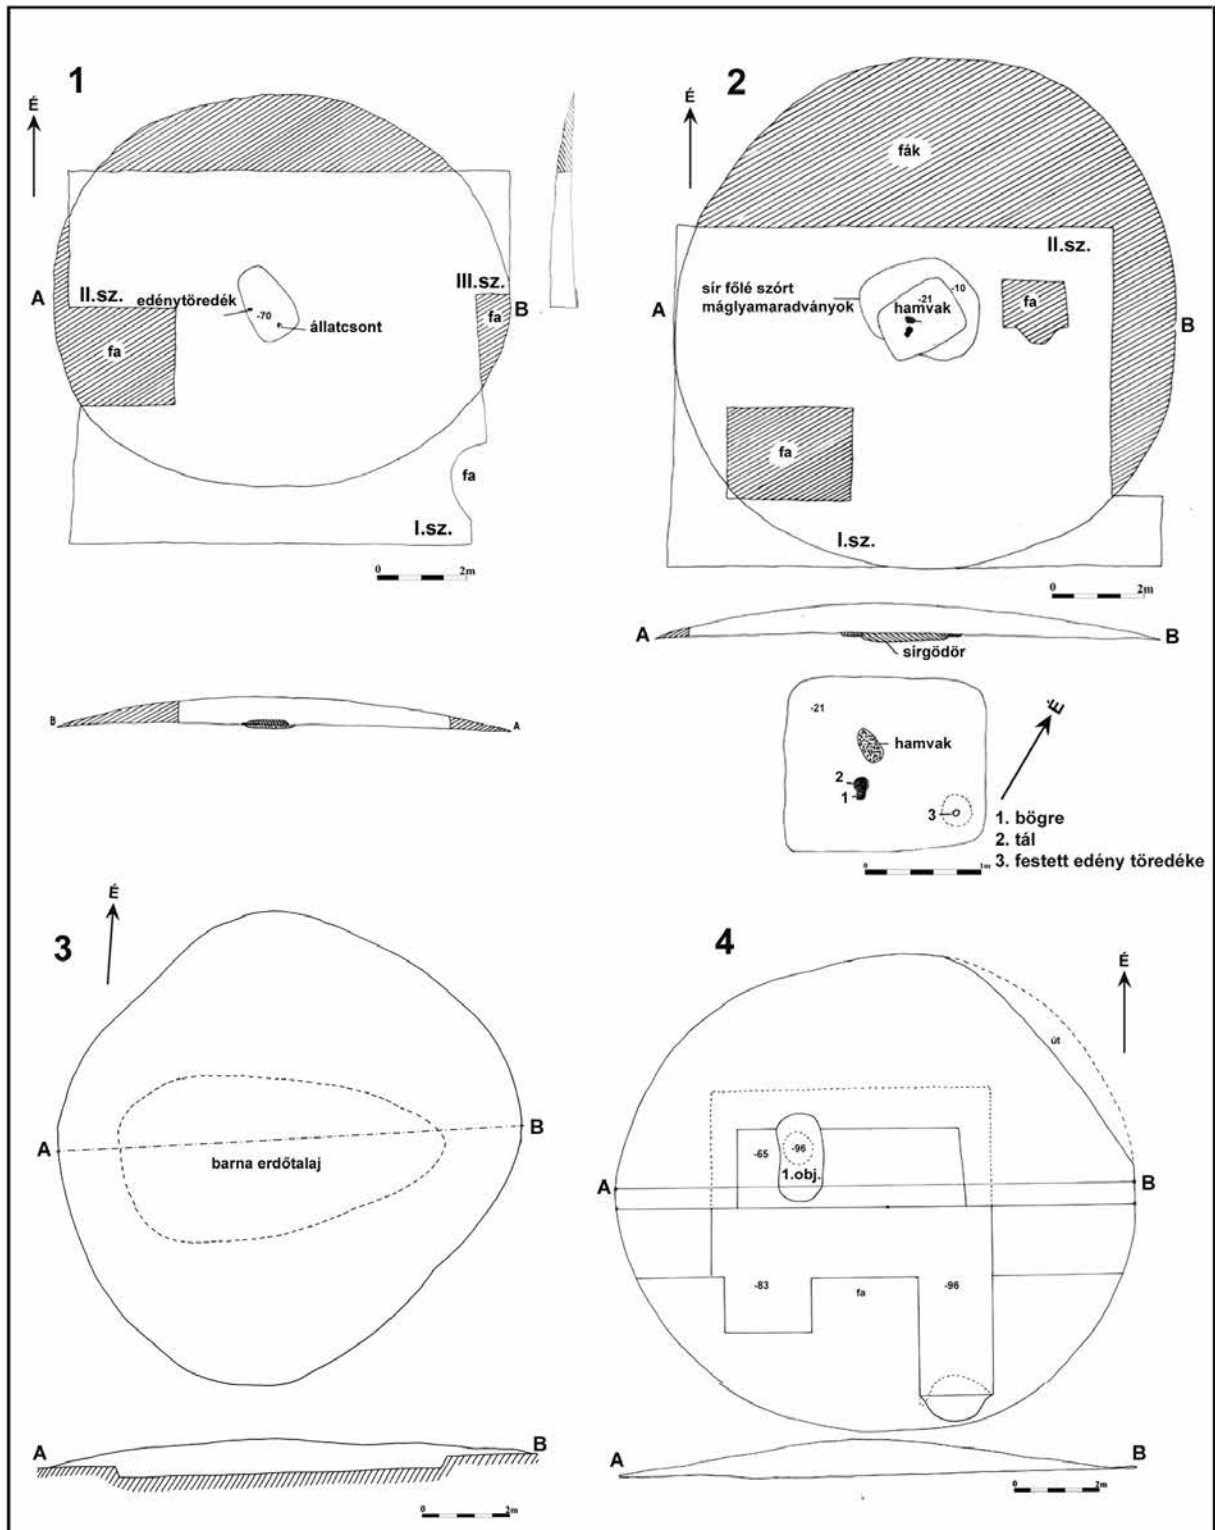 1
É
A
II.sz.
edénytöredék
-70
állatcsont
III.sz.
B
fa
fa
fa
I.sz.
0 2m
B
A
2
É
fák
II.sz.
sír fölé szórt
máglyamaradványok
-10
-21
hamvak
fa
A
B
fa
I.sz.
0 2m
A
B
sírgödör
-21
hamvak
2
1
3
É
1. bögre
2. tál
3. festett edény töredéke
0 1m
3
É
A
B
barna erdőtalaj
A
B
0 2m
4
É
út
-65
-96
1.obj.
A
B
-83
fa
-96
A
B
0 2m